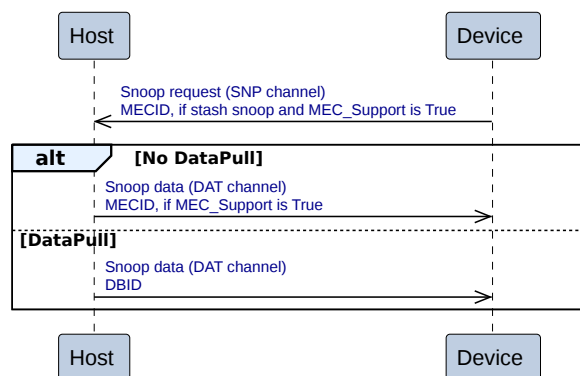 Host
Device
Snoop request (SNP channel)
MECID, if stash snoop and MEC_Support is True
alt
[No DataPull]
Snoop data (DAT channel)
MECID, if MEC_Support is True
[DataPull]
Snoop data (DAT channel)
DBID
Host
Device